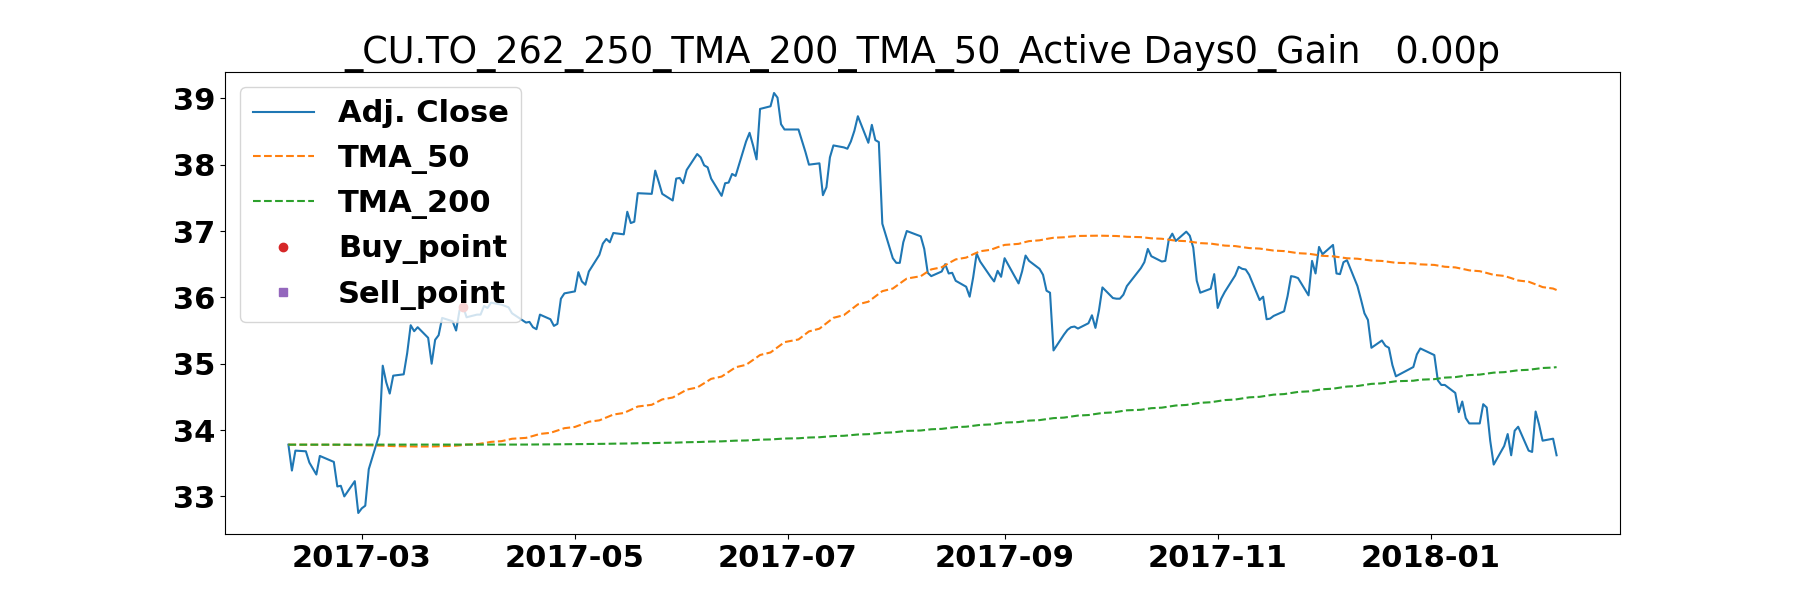 _CU.TO_262_250_TMA_200_TMA_50_Active Days0_Gain   0.00p
Adj. Close
TMA_50
TMA_200
Buy_point
Sell_point
39
38
37
36
35
34
33
2017-03 2017-05 2017-07 2017-09 2017-11 2018-01